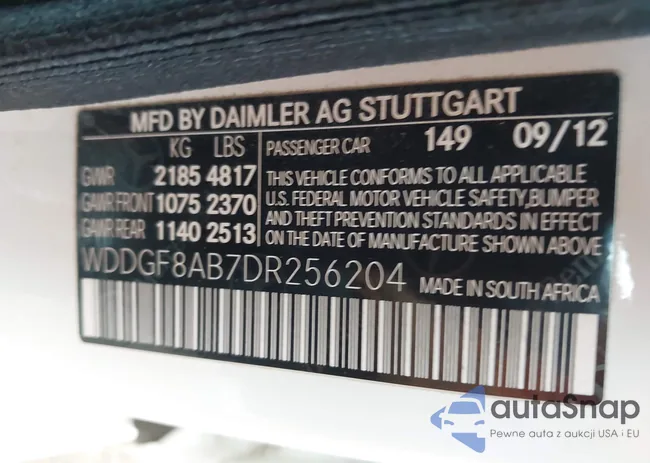 MFD BY DAIMLER AG STUTTGART
KG LBS PASSENGER CAR 149 09/12
GVWR 2185 4817
GAWR FRONT 1075 2370
GAWR REAR 1140 2513
THIS VEHICLE CONFORMS TO ALL APPLICABLE
U.S. FEDERAL MOTOR VEHICLE SAFETY,BUMPER
AND THEFT PREVENTION STANDARDS IN EFFECT
ON THE DATE OF MANUFACTURE SHOWN ABOVE.
WDDGF8AB7DR256204
MADE IN SOUTH AFRICA
autaSnap
Pewne auta z aukcji USA i EU